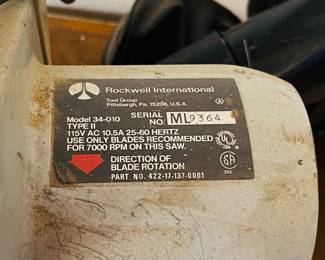 Rockwell International
Tool Group
Pittsburgh, Pa. 15208, U.S.A.
SERIAL NO. ML9364
Model 34-010
TYPE II
115V AC 10.5A 25-60 HERTZ
USE ONLY BLADES RECOMMENDED
FOR 7000 RPM ON THIS SAW.
DIRECTION OF
BLADE ROTATION
PART NO. 422-17-137-0001
UL
SA